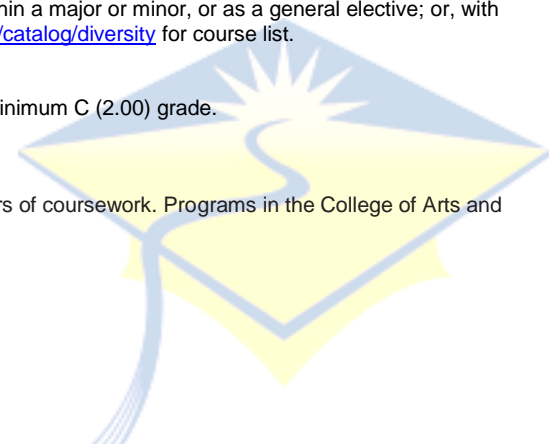 hin a major or minor, or as a general elective; or, with
/catalog/diversity for course list.
inimum C (2.00) grade.
rs of coursework. Programs in the College of Arts and